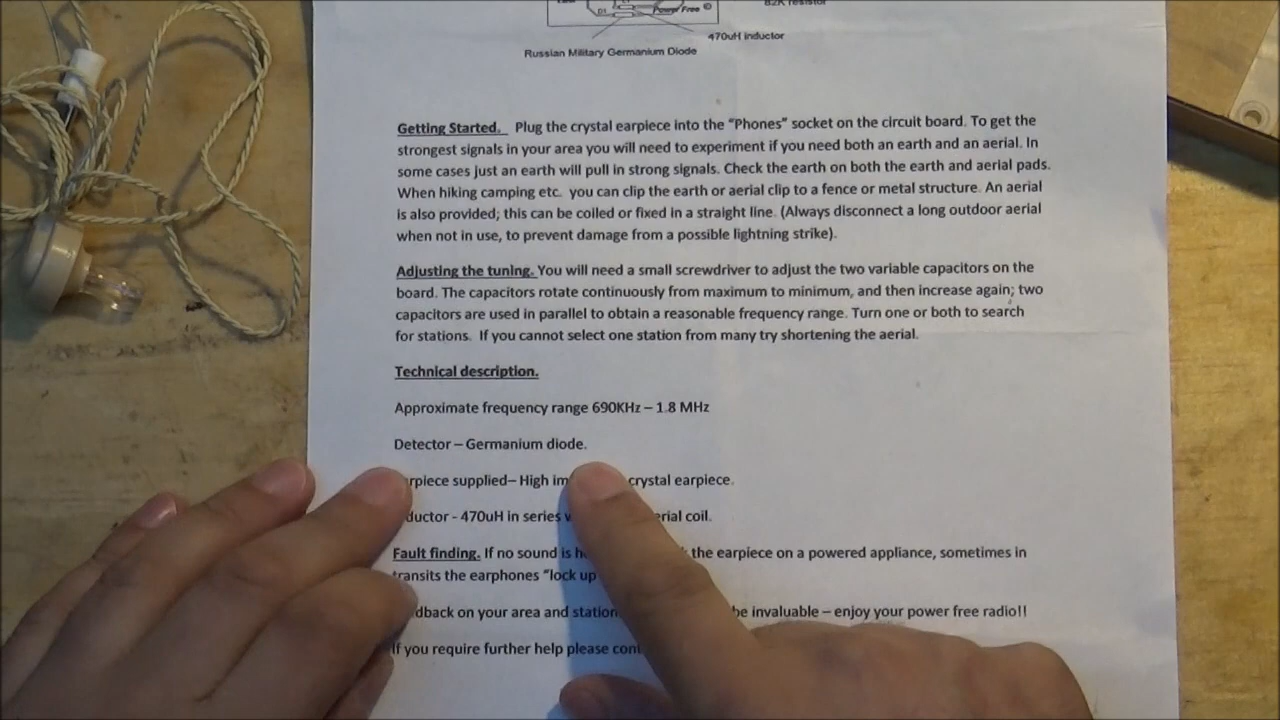 D1 Power Free ©
82K resistor
470uH inductor
Russian Military Germanium Diode
Getting Started. Plug the crystal earpiece into the “Phones” socket on the circuit board. To get the
strongest signals in your area you will need to experiment if you need both an earth and an aerial. In
some cases just an earth will pull in strong signals. Check the earth on both the earth and aerial pads.
When hiking camping etc. you can clip the earth or aerial clip to a fence or metal structure. An aerial
is also provided; this can be coiled or fixed in a straight line. (Always disconnect a long outdoor aerial
when not in use, to prevent damage from a possible lightning strike).
Adjusting the tuning. You will need a small screwdriver to adjust the two variable capacitors on the
board. The capacitors rotate continuously from maximum to minimum, and then increase again; two
capacitors are used in parallel to obtain a reasonable frequency range. Turn one or both to search
for stations. If you cannot select one station from many try shortening the aerial.
Technical description.
Approximate frequency range 690KHz – 1.8 MHz
Detector – Germanium diode.
supplied– High crystal earpiece.
- 470uH in series coil.
Fault finding. If no sound is the earpiece on a powered appliance, sometimes in
transits the earphones “lock up
on your area and be invaluable – enjoy your power free radio!!
If you require further help please